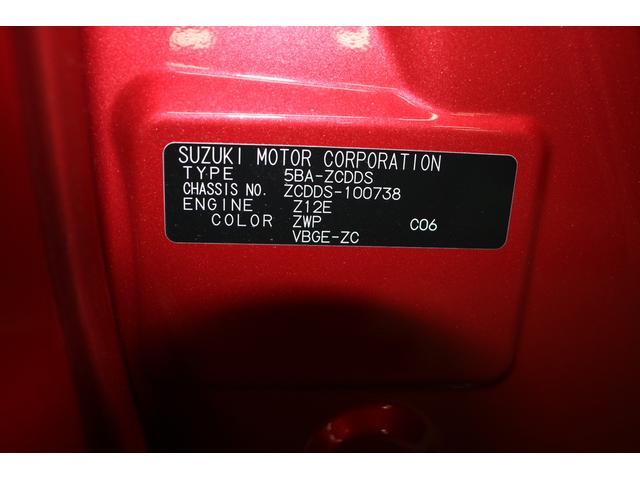 SUZUKI MOTOR CORPORATION
TYPE 5BA-ZCDDS
CHASSIS NO. ZCDDS-100738
ENGINE Z12E
COLOR ZWP C06
VBGE-ZC